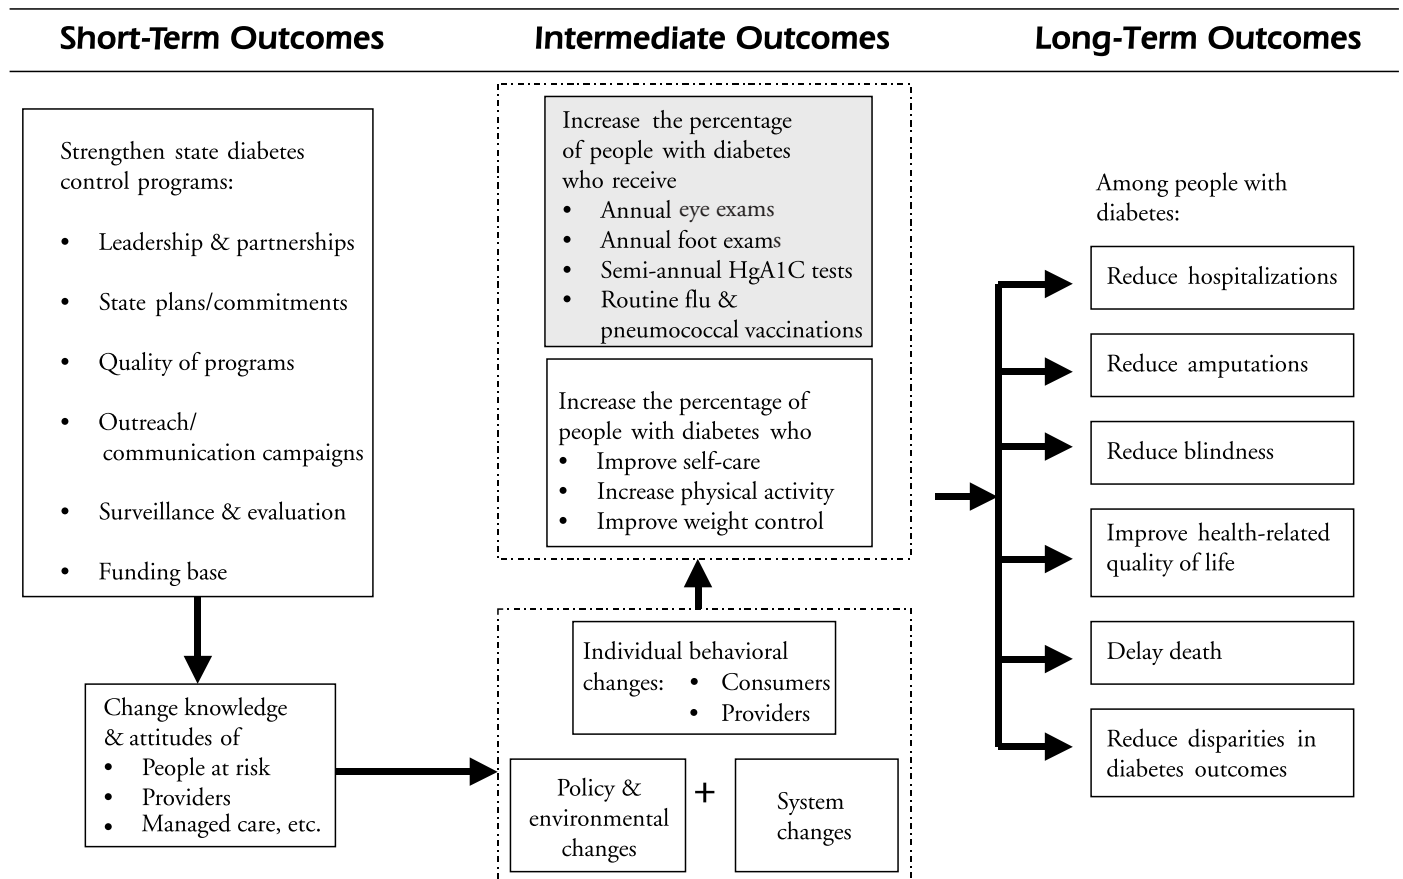 Short-Term Outcomes
Intermediate Outcomes
Long-Term Outcomes
Strengthen state diabetes
control programs:
• Leadership & partnerships
• State plans/commitments
• Quality of programs
• Outreach/
communication campaigns
• Surveillance & evaluation
• Funding base
Change knowledge
& attitudes of
• People at risk
• Providers
• Managed care, etc.
Increase the percentage
of people with diabetes
who receive
• Annual eye exams
• Annual foot exams
• Semi-annual HgA1C tests
• Routine flu &
pneumococcal vaccinations
Increase the percentage of
people with diabetes who
• Improve self-care
• Increase physical activity
• Improve weight control
Individual behavioral
changes: • Consumers
• Providers
Policy &
environmental
changes
+
System
changes
Among people with
diabetes:
Reduce hospitalizations
Reduce amputations
Reduce blindness
Improve health-related
quality of life
Delay death
Reduce disparities in
diabetes outcomes